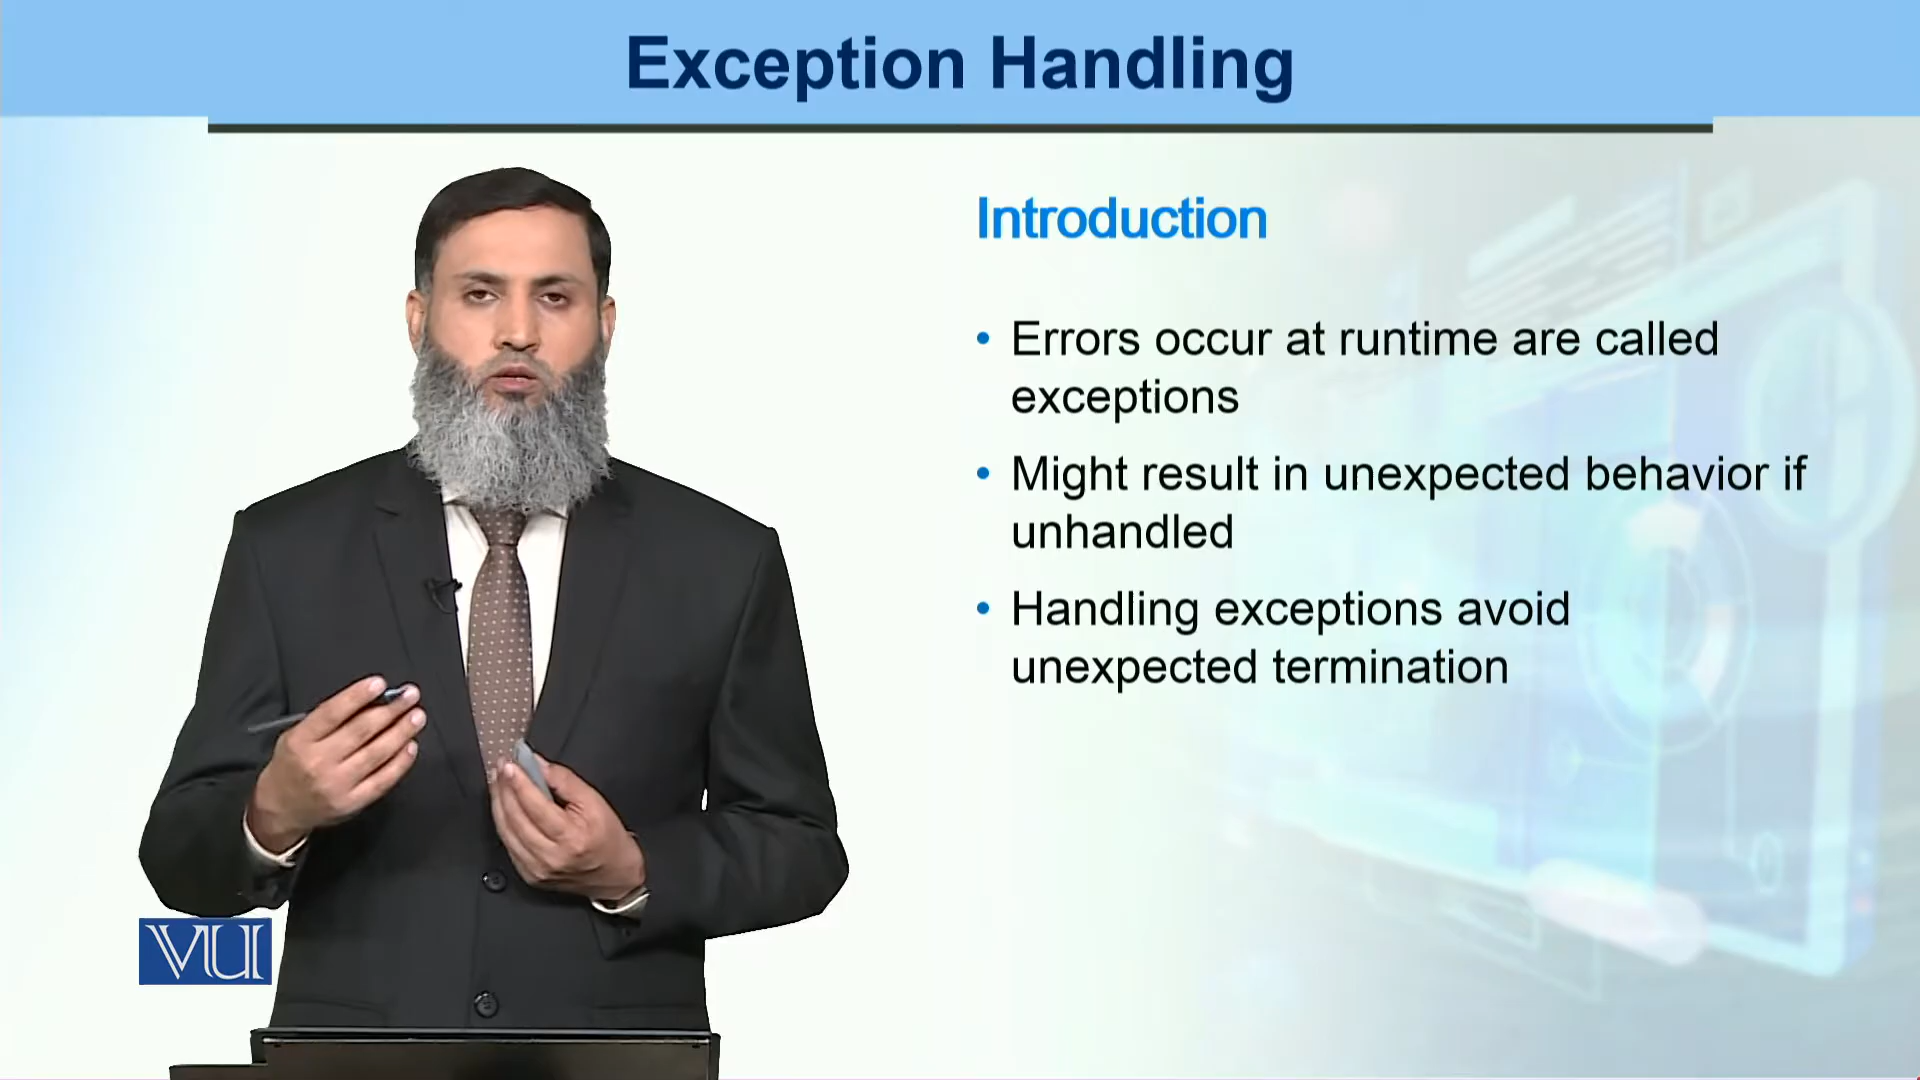 Exception Handling
Introduction
• Errors occur at runtime are called
exceptions
• Might result in unexpected behavior if
unhandled
• Handling exceptions avoid
unexpected termination
VU